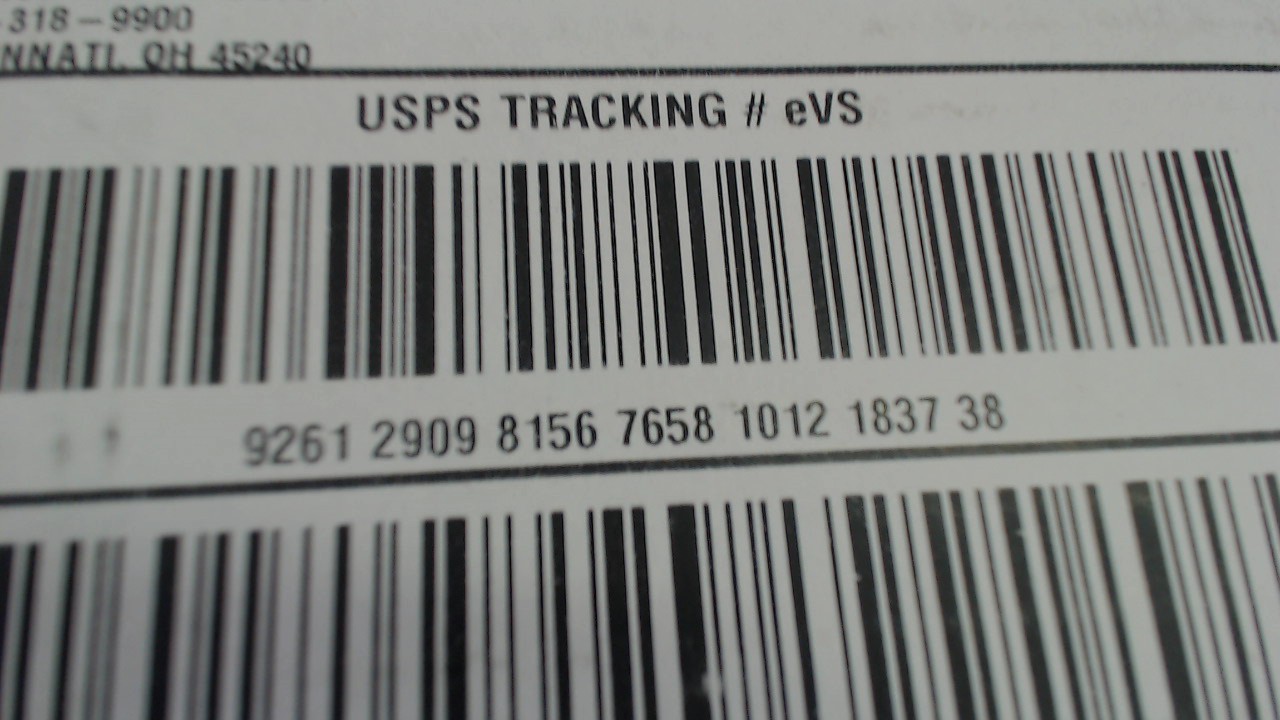 318-9900
NNATI, OH 45240
USPS TRACKING # eVS
9261 2909 8156 7658 1012 1837 38